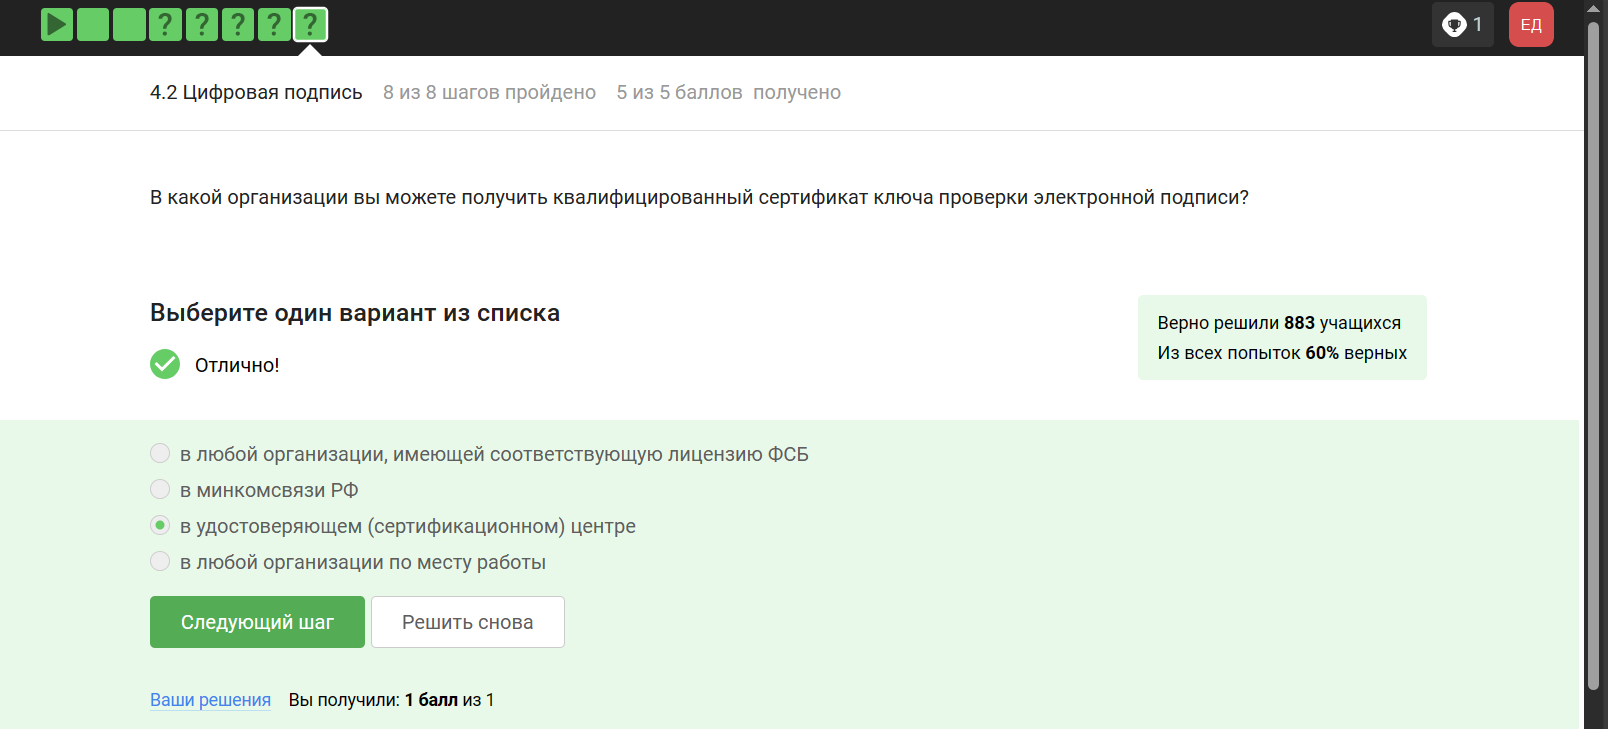 ? ? ? ? ?
1
ЕД
4.2 Цифровая подпись 8 из 8 шагов пройдено 5 из 5 баллов получено
В какой организации вы можете получить квалифицированный сертификат ключа проверки электронной подписи?
Выберите один вариант из списка
Отлично!
Верно решили 883 учащихся
Из всех попыток 60% верных
в любой организации, имеющей соответствующую лицензию ФСБ
в минкомсвязи РФ
в удостоверяющем (сертификационном) центре
в любой организации по месту работы
Следующий шаг Решить снова
Ваши решения Вы получили: 1 балл из 1